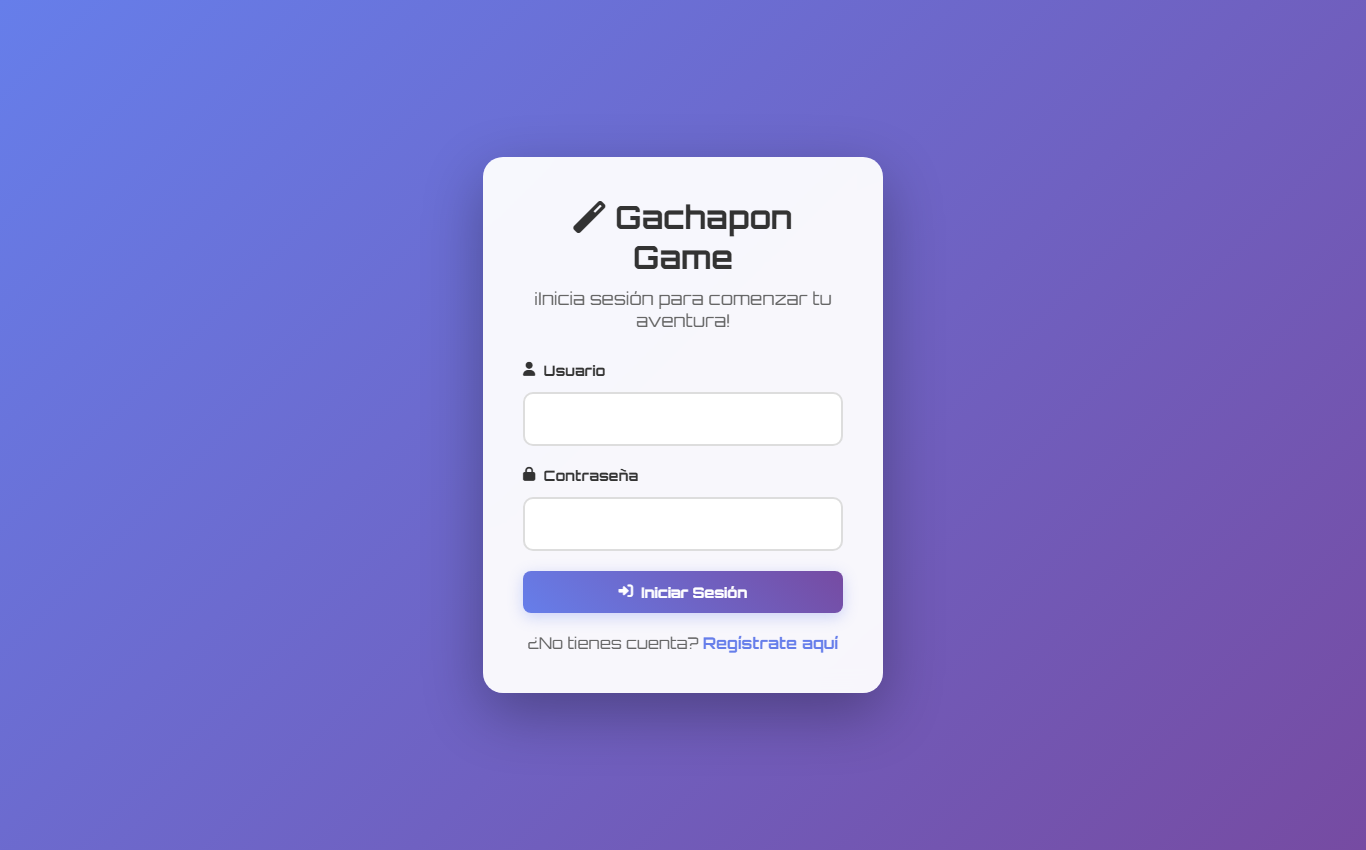 Gachapon
Game
¡Inicia sesión para comenzar tu
aventura!
Usuario
Contraseña
Iniciar Sesión
¿No tienes cuenta? Regístrate aquí